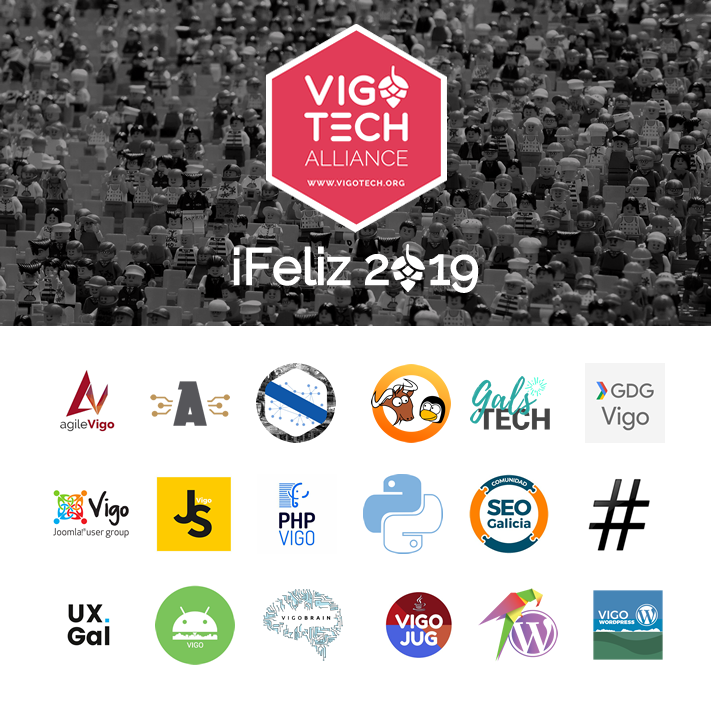 VIGO
TECH
ALLIANCE
WWW.VIGOTECH.ORG
iFeliz 2019
agileVigo
A
Gals
TECH
GDG
Vigo
Vigo
Joomla!® user group
Vigo
JS
PHP
VIGO
COMUNIDAD
SEO
Galicia
#
UX.
Gal
VIGO
VIGOBRAIN
VIGO
JUG
W
VIGO
WORDPRESS
W